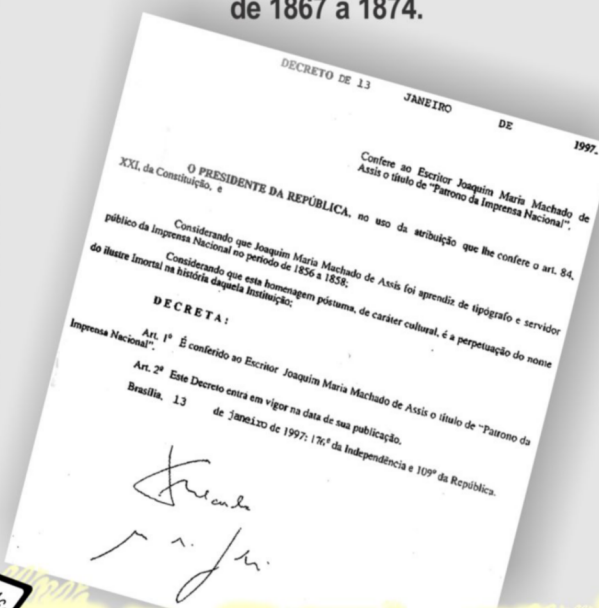 de 1867 a 1874.
DECRETO DE 13 JANEIRO DE 1997.
Confere ao Escritor Joaquim Maria Machado de
Assis o título de "Patrono da Imprensa Nacional".
O PRESIDENTE DA REPÚBLICA, no uso da atribuição que lhe confere o art. 84,
XXI, da Constituição, e
Considerando que Joaquim Maria Machado de Assis foi aprendiz de tipógrafo e servidor
público da Imprensa Nacional no período de 1856 a 1858;
Considerando que esta homenagem póstuma, de caráter cultural, é a perpetuação do nome
do ilustre Imortal na história daquela Instituição;
DECRETA:
Art. 1º É conferido ao Escritor Joaquim Maria Machado de Assis o título de "Patrono da
Imprensa Nacional".
Art. 2º Este Decreto entra em vigor na data de sua publicação.
Brasília, 13 de janeiro de 1997; 176º da Independência e 109º da República.